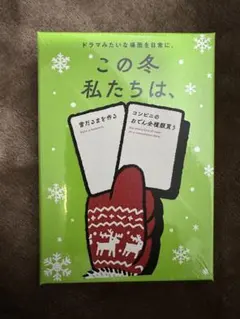 ドラマみたいな場面を日常に、
この冬
私たちは、
雪だるまを作る
コンビニの
おでん全種類買う